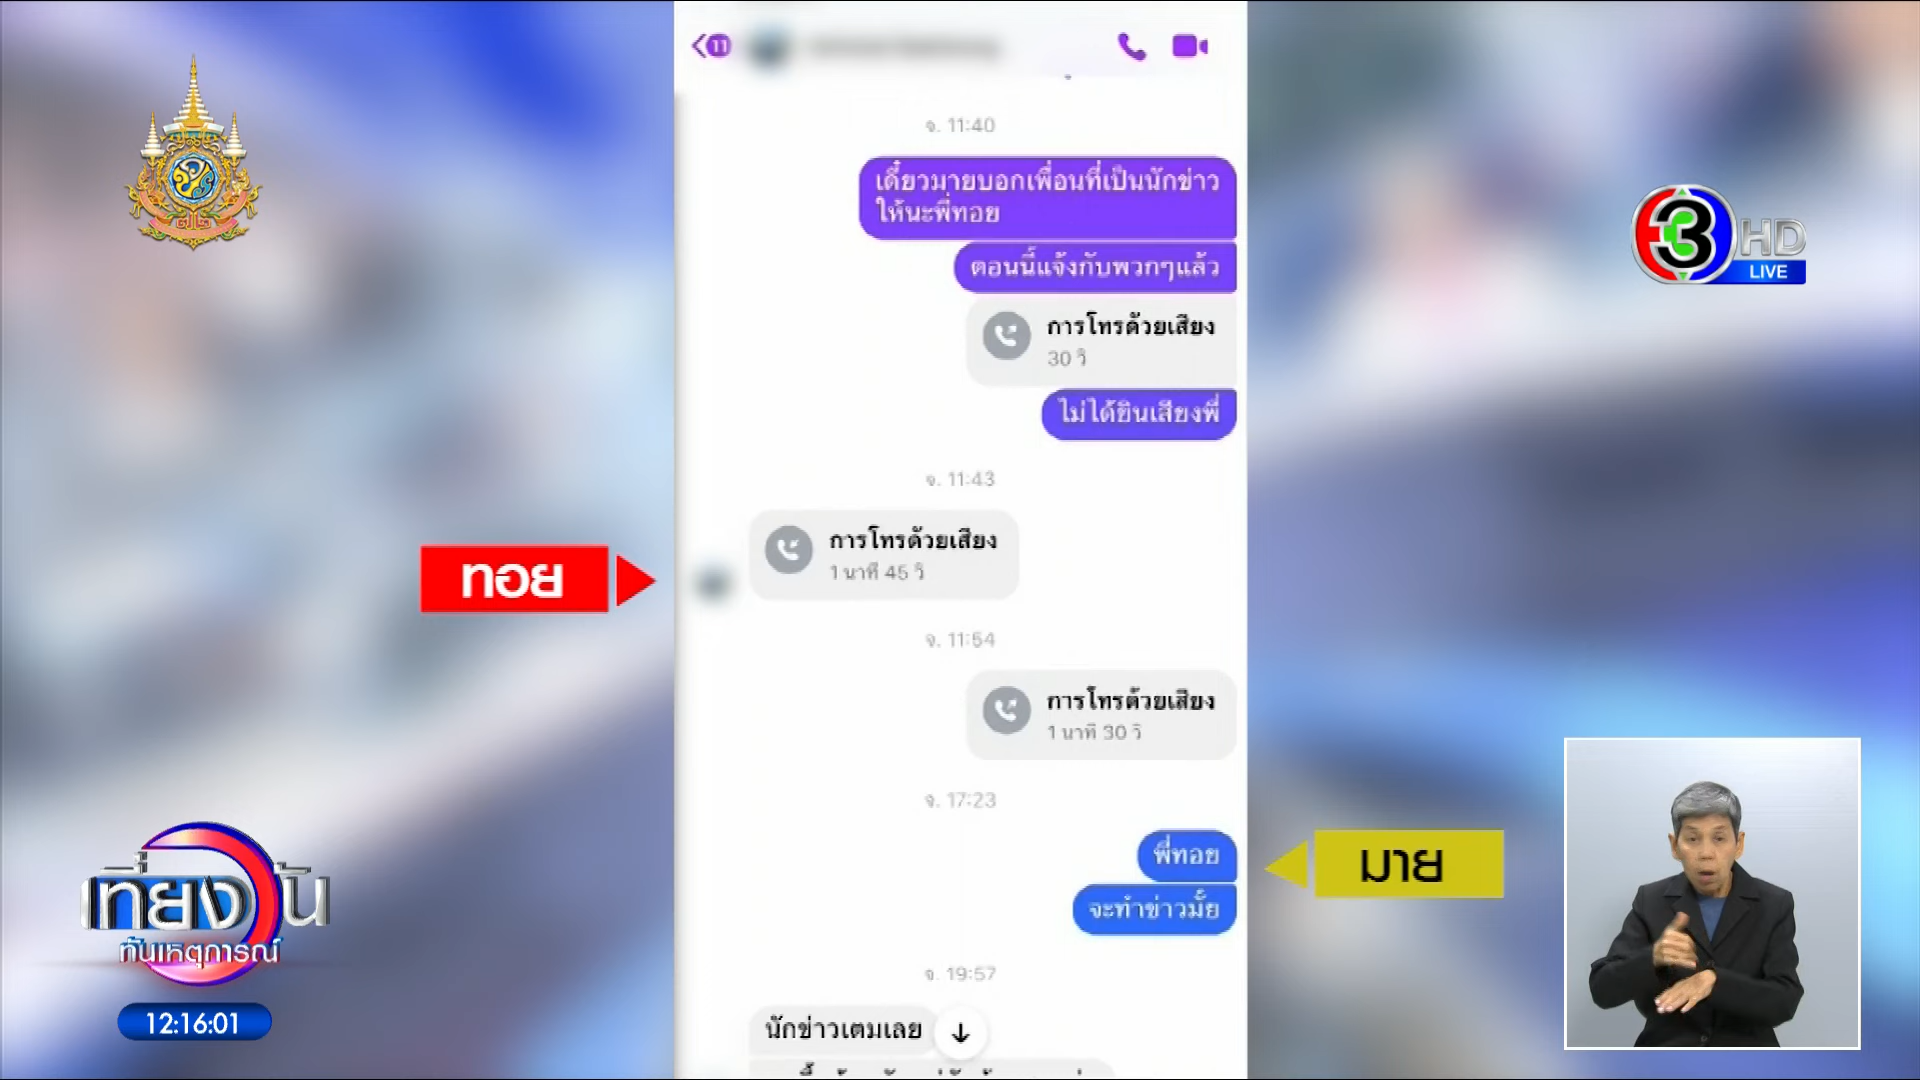 11
จ. 11:40
เดี๋ยวมายบอกเพื่อนที่เป็นนักข่าว
ให้นะพี่ทอย
ตอนนี้แจ้งกับพวกๆแล้ว
การโทรด้วยเสียง
30 วิ
ไม่ได้ยินเสียงพี่
จ. 11:43
การโทรด้วยเสียง
1 นาที 45 วิ
ทอย
จ. 11:54
การโทรด้วยเสียง
1 นาที 30 วิ
จ. 17:23
พี่ทอย
จะทำข่าวมั้ย
มาย
จ. 19:57
นักข่าวเตมเลย
3 HD
LIVE
เที่ยงวัน
ทันเหตุการณ์
12:16:01